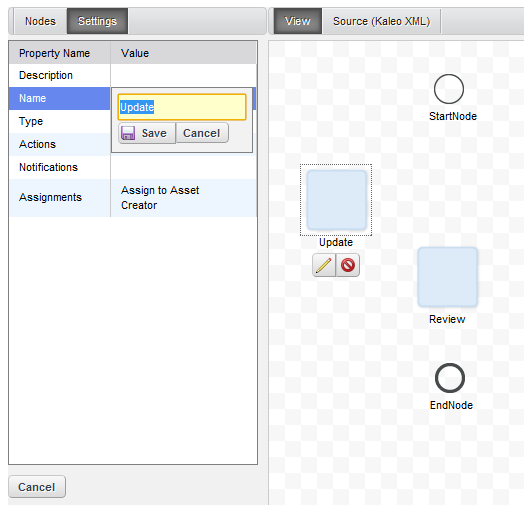 Nodes Settings
Property Name Value
Description
Name Update
Save Cancel
Type
Actions
Notifications
Assignments Assign to Asset
Creator
Cancel
View Source (Kaleo XML)
StartNode
Update
Review
EndNode